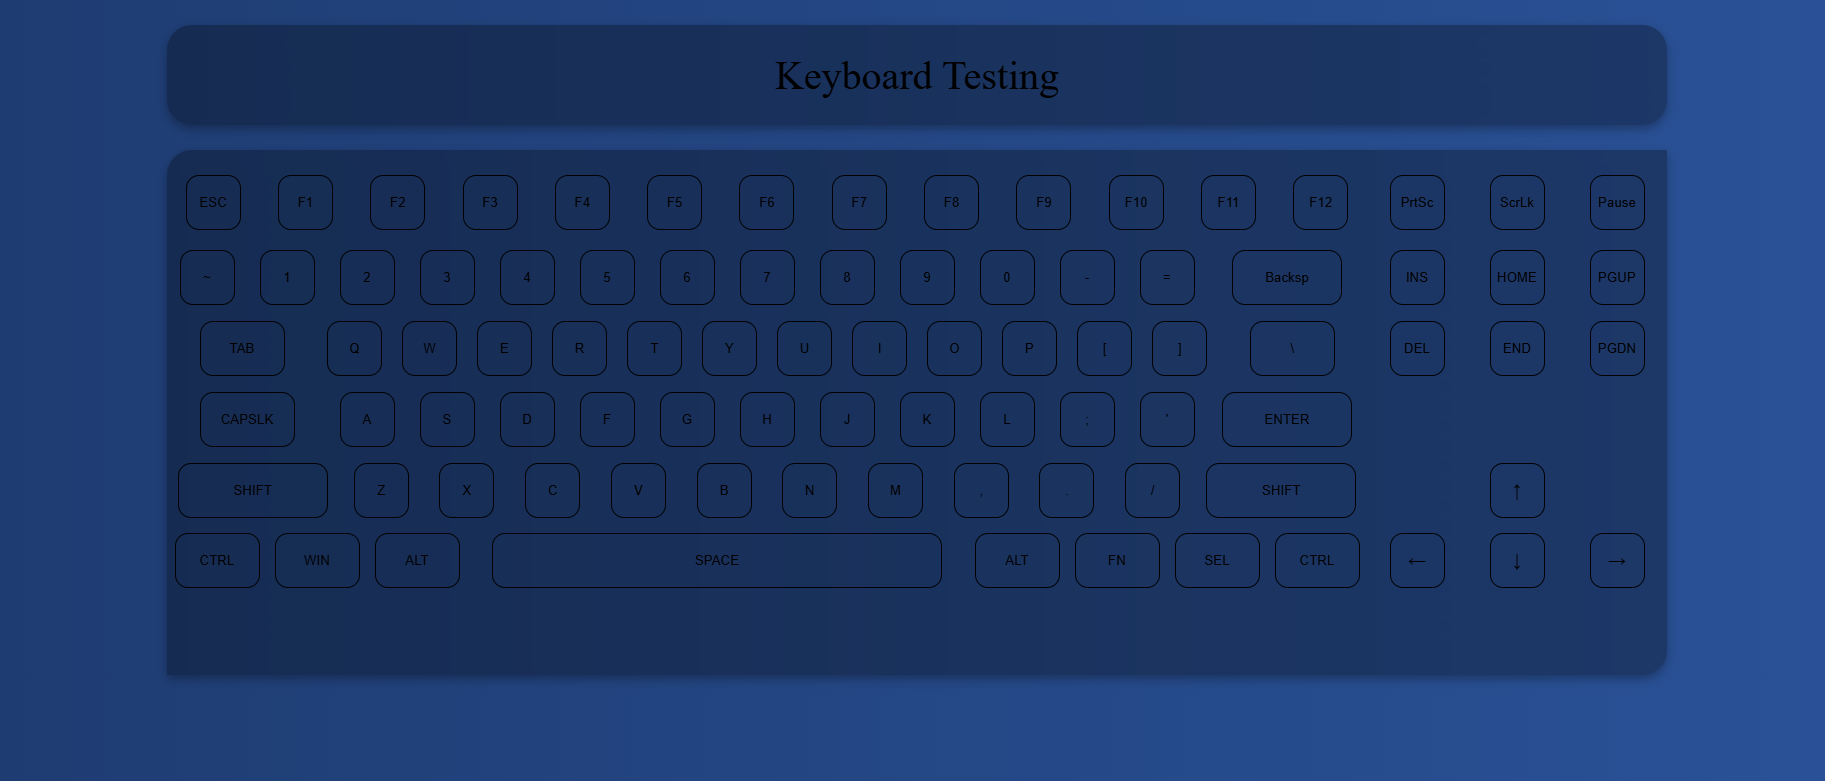 Keyboard Testing
ESC F1 F2 F3 F4 F5 F6 F7 F8 F9 F10 F11 F12 PrtSc ScrLk Pause
~ 1 2 3 4 5 6 7 8 9 0 - = Backsp INS HOME PGUP
TAB Q W E R T Y U I O P [ ] \ DEL END PGDN
CAPSLK A S D F G H J K L ; ' ENTER
SHIFT Z X C V B N M , . / SHIFT ↑
CTRL WIN ALT SPACE ALT FN SEL CTRL ← ↓ →